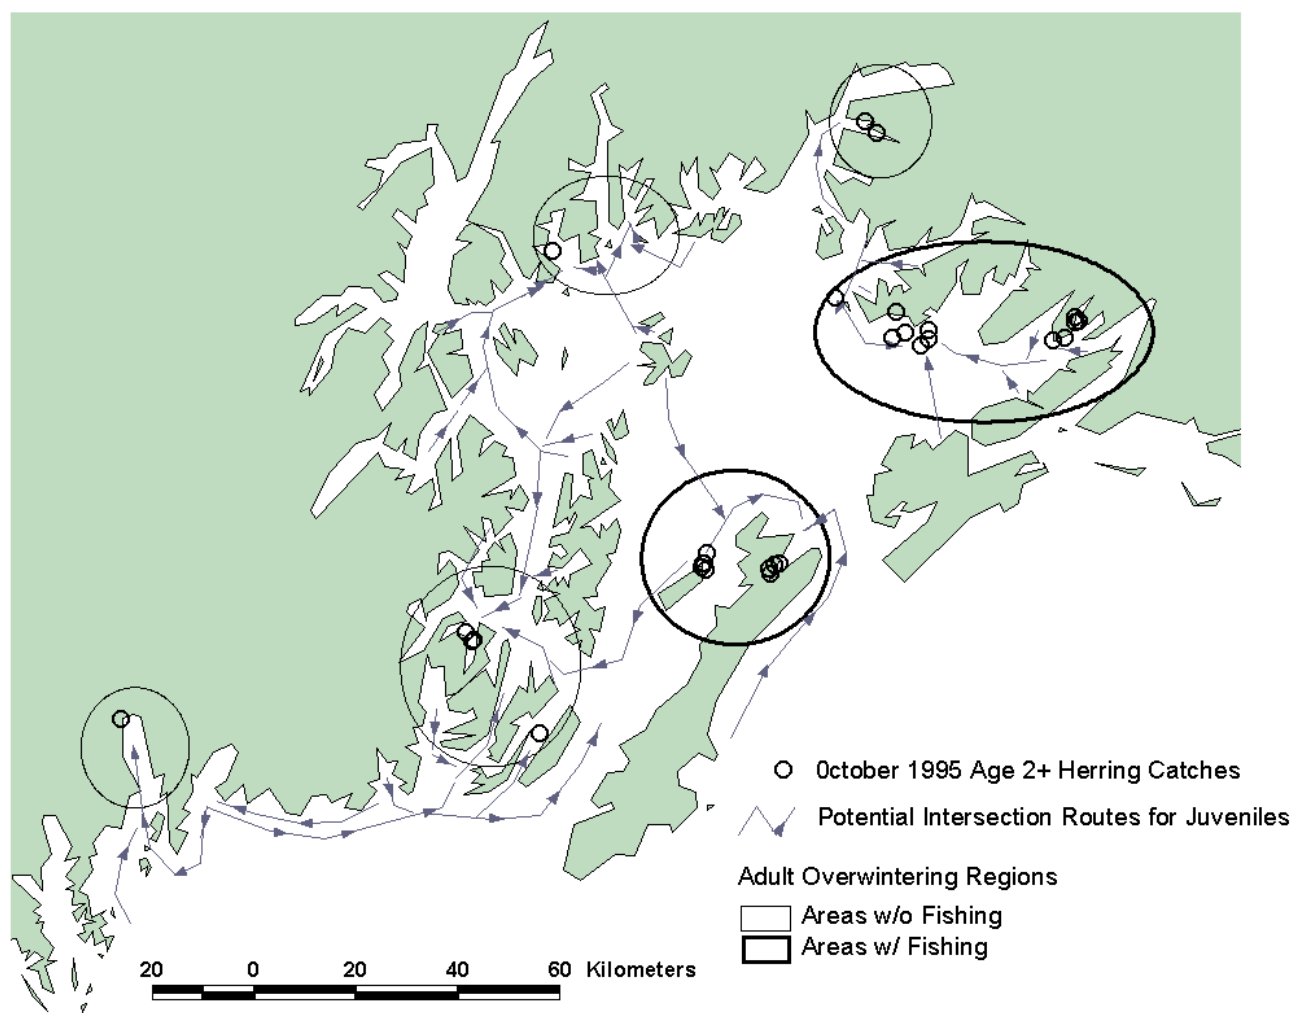 0ctober 1995 Age 2+ Herring Catches
Potential Intersection Routes for Juveniles
Adult Overwintering Regions
Areas w/o Fishing
Areas w/ Fishing
20 0 20 40 60 Kilometers